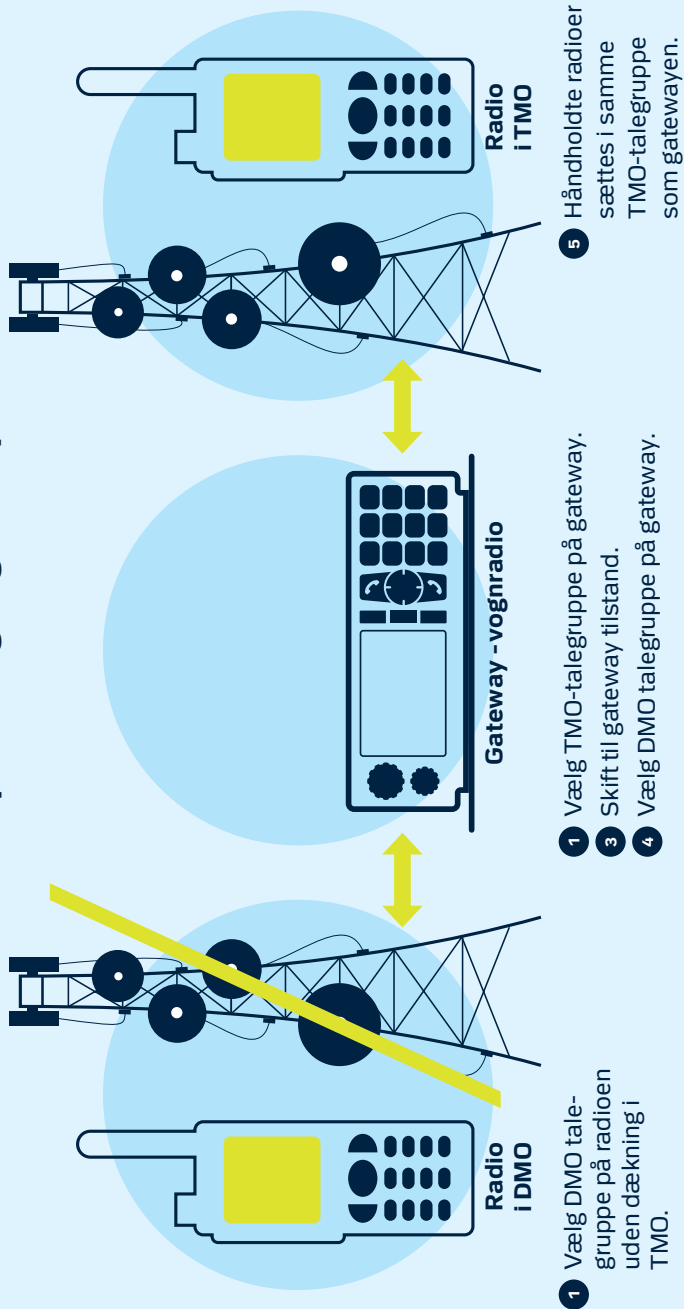 Radio
i DMO
1 Vælg DMO tale-
gruppe på radioen
uden dækning i
TMO.
Gateway - vognradio
1 Vælg TMO-talegruppe på gateway.
3 Skift til gateway tilstand.
4 Vælg DMO talegruppe på gateway.
Radio
i TMO
5 Håndholdte radioer
sættes i samme
TMO-talegruppe
som gatewayen.